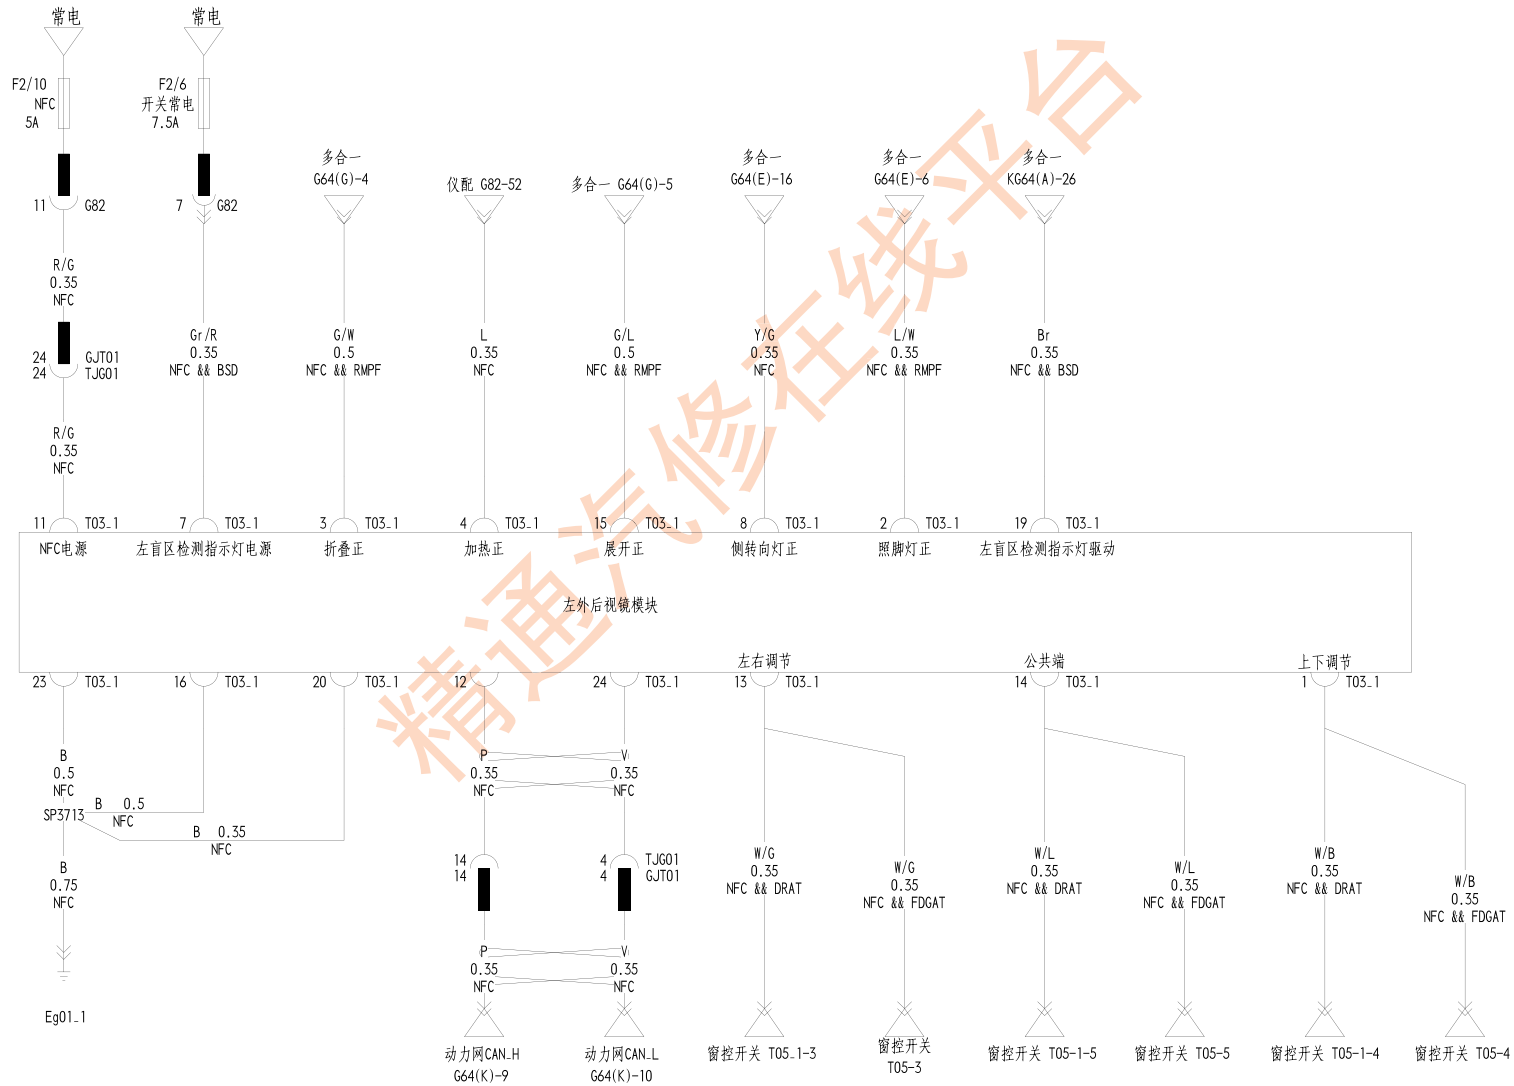 常电
常电
F2/10
NFC
5A
F2/6
开关常电
7.5A
多合一
G64(G)-4
仪配 G82-52
多合一 G64(G)-5
多合一
G64(E)-16
多合一
G64(E)-6
多合一
KG64(A)-26
11 G82
7 G82
R/G
0.35
NFC
24 GJT01
24 TJG01
Gr/R
0.35
NFC && BSD
G/W
0.5
NFC && RMPF
L
0.35
NFC
G/L
0.5
NFC && RMPF
Y/G
0.35
NFC
L/W
0.35
NFC && RMPF
Br
0.35
NFC && BSD
R/G
0.35
NFC
11 T03_1
7 T03_1
3 T03_1
4 T03_1
15 T03_1
8 T03_1
2 T03_1
19 T03_1
NFC电源
左盲区检测指示灯电源
折叠正
加热正
展开正
侧转向灯正
照脚灯正
左盲区检测指示灯驱动
左外后视镜模块
左右调节
公共端
上下调节
23 T03_1
16 T03_1
20 T03_1
12
24 T03_1
13 T03_1
14 T03_1
1 T03_1
B
0.5
NFC
SP3713
B 0.5
NFC
B 0.35
NFC
B
0.75
NFC
Eg01_1
P
0.35
NFC
V
0.35
NFC
14
14
4 TJG01
4 GJT01
P
0.35
NFC
V
0.35
NFC
动力网CAN_H
G64(K)-9
动力网CAN_L
G64(K)-10
W/G
0.35
NFC && DRAT
W/G
0.35
NFC && FDGAT
W/L
0.35
NFC && DRAT
W/L
0.35
NFC && FDGAT
W/B
0.35
NFC && DRAT
W/B
0.35
NFC && FDGAT
窗控开关 T05_1-3
窗控开关
T05-3
窗控开关 T05-1-5
窗控开关 T05-5
窗控开关 T05-1-4
窗控开关 T05-4
精通汽修在线平台